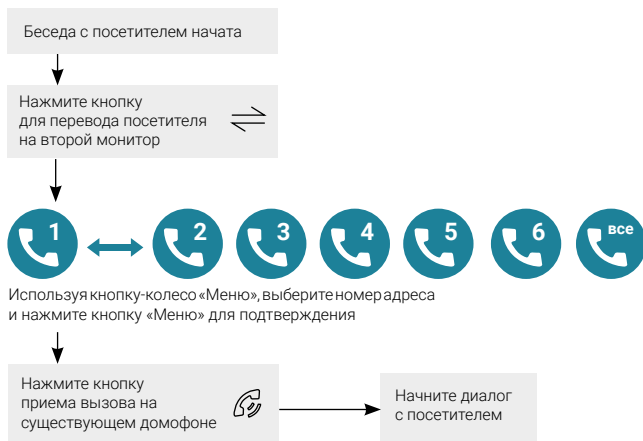 Беседа с посетителем начата
Нажмите кнопку
для перевода посетителя
на второй монитор
1 2 3 4 5 6 все
Используя кнопку-колесо «Меню», выберите номер адреса
и нажмите кнопку «Меню» для подтверждения
Нажмите кнопку
приема вызова на
существующем домофоне
Начните диалог
с посетителем